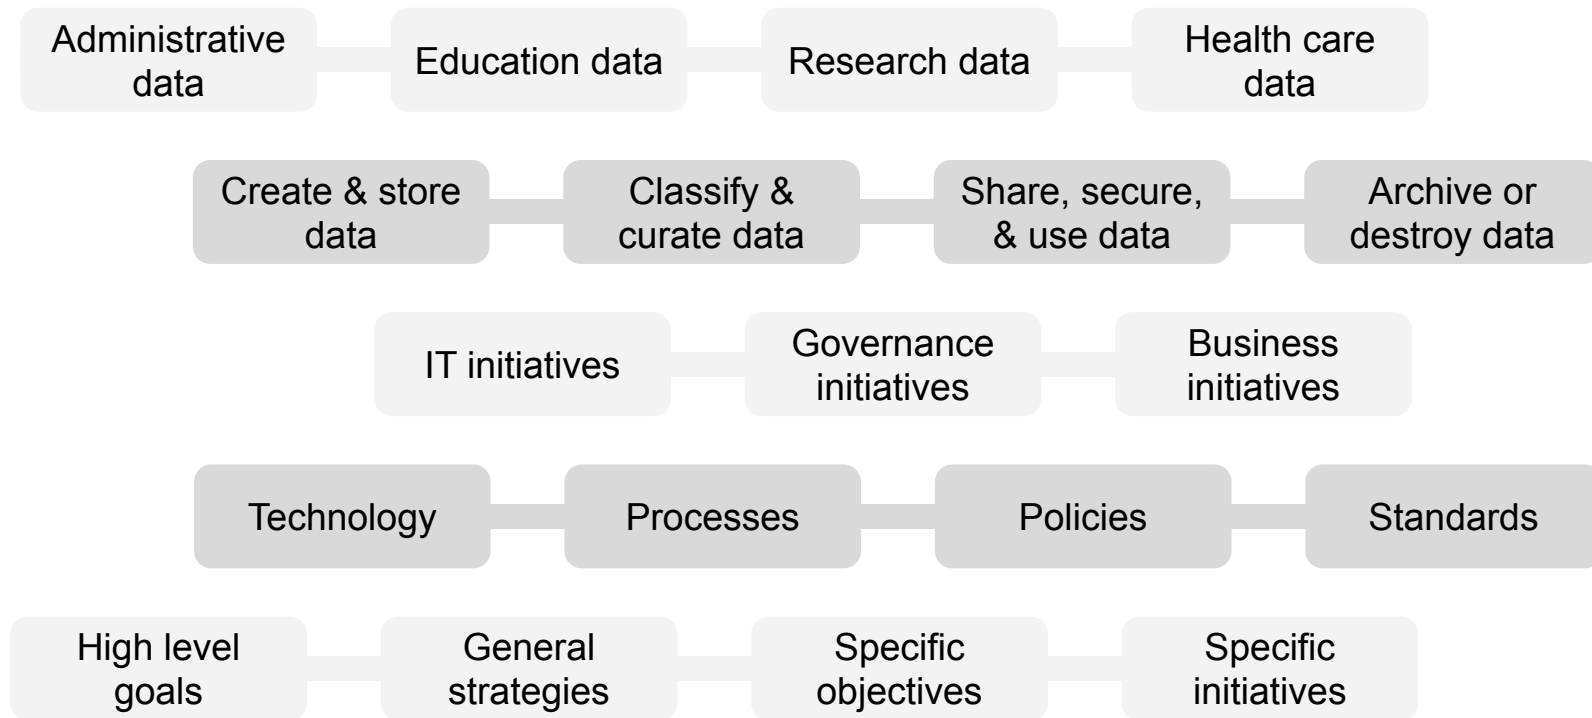 Administrative
data
Education data
Research data
Health care
data
Create & store
data
Classify &
curate data
Share, secure,
& use data
Archive or
destroy data
IT initiatives
Governance
initiatives
Business
initiatives
Technology
Processes
Policies
Standards
High level
goals
General
strategies
Specific
objectives
Specific
initiatives